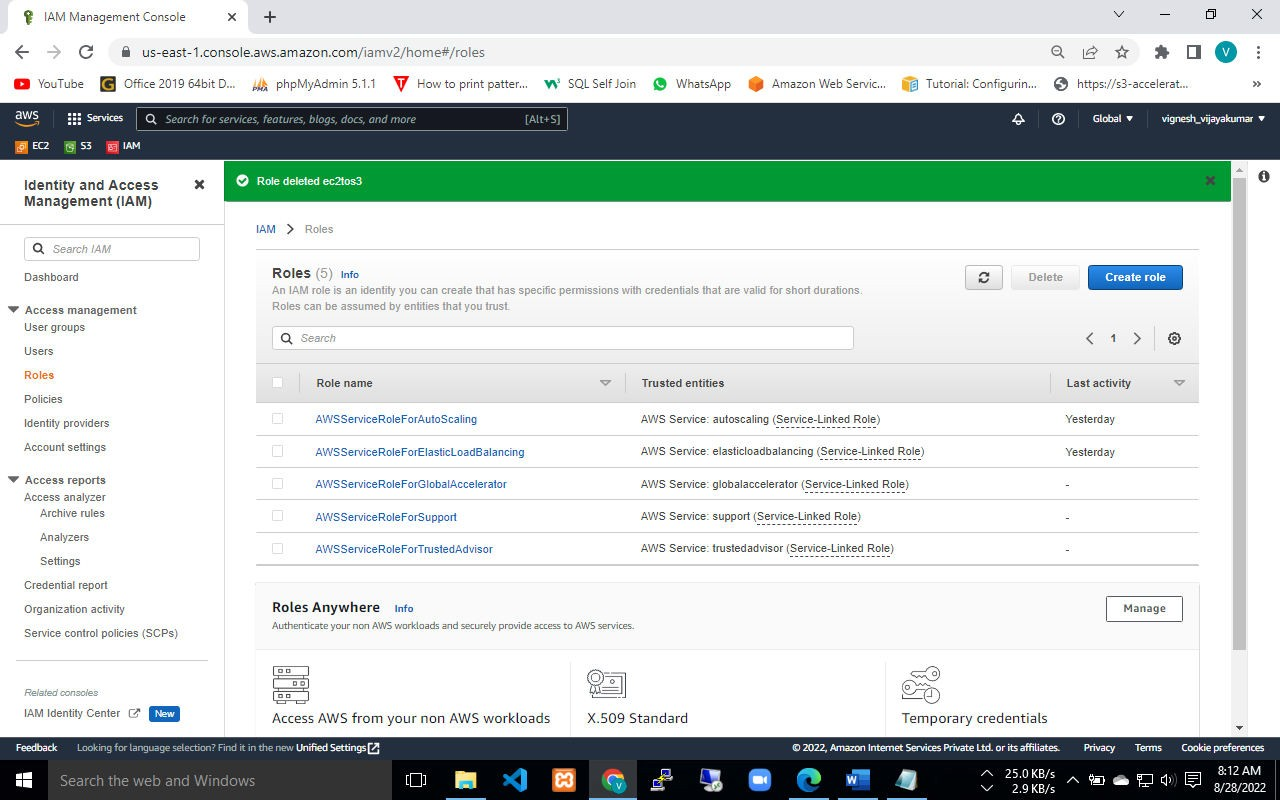 IAM Management Console
us-east-1.console.aws.amazon.com/iamv2/home#/roles
V
YouTube
Office 2019 64bit D...
PMA
phpMyAdmin 5.1.1
How to print patter...
SQL Self Join
WhatsApp
Amazon Web Servic...
Tutorial: Configurin...
https://s3-accelerat...
»
aws
Services
Search for services, features, blogs, docs, and more
[Alt+S]
Global
vignesh_vijayakumar
EC2
S3
IAM
Identity and Access
Management (IAM)
Search IAM
Dashboard
Access management
User groups
Users
Roles
Policies
Identity providers
Account settings
Access reports
Access analyzer
Archive rules
Analyzers
Settings
Credential report
Organization activity
Service control policies (SCPs)
Related consoles
IAM Identity Center
New
Role deleted ec2tos3
IAM > Roles
Roles (5) Info
An IAM role is an identity you can create that has specific permissions with credentials that are valid for short durations.
Roles can be assumed by entities that you trust.
Delete
Create role
Search
1
Role name Trusted entities Last activity
AWSServiceRoleForAutoScaling AWS Service: autoscaling (Service-Linked Role) Yesterday
AWSServiceRoleForElasticLoadBalancing AWS Service: elasticloadbalancing (Service-Linked Role) Yesterday
AWSServiceRoleForGlobalAccelerator AWS Service: globalaccelerator (Service-Linked Role) -
AWSServiceRoleForSupport AWS Service: support (Service-Linked Role) -
AWSServiceRoleForTrustedAdvisor AWS Service: trustedadvisor (Service-Linked Role) -
Roles Anywhere Info
Authenticate your non AWS workloads and securely provide access to AWS services.
Manage
Access AWS from your non AWS workloads
X.509 Standard
Temporary credentials
Feedback
Looking for language selection? Find it in the new Unified Settings
© 2022, Amazon Internet Services Private Ltd. or its affiliates.
Privacy
Terms
Cookie preferences
Search the web and Windows
25.0 KB/s
2.9 KB/s
8:12 AM
8/28/2022